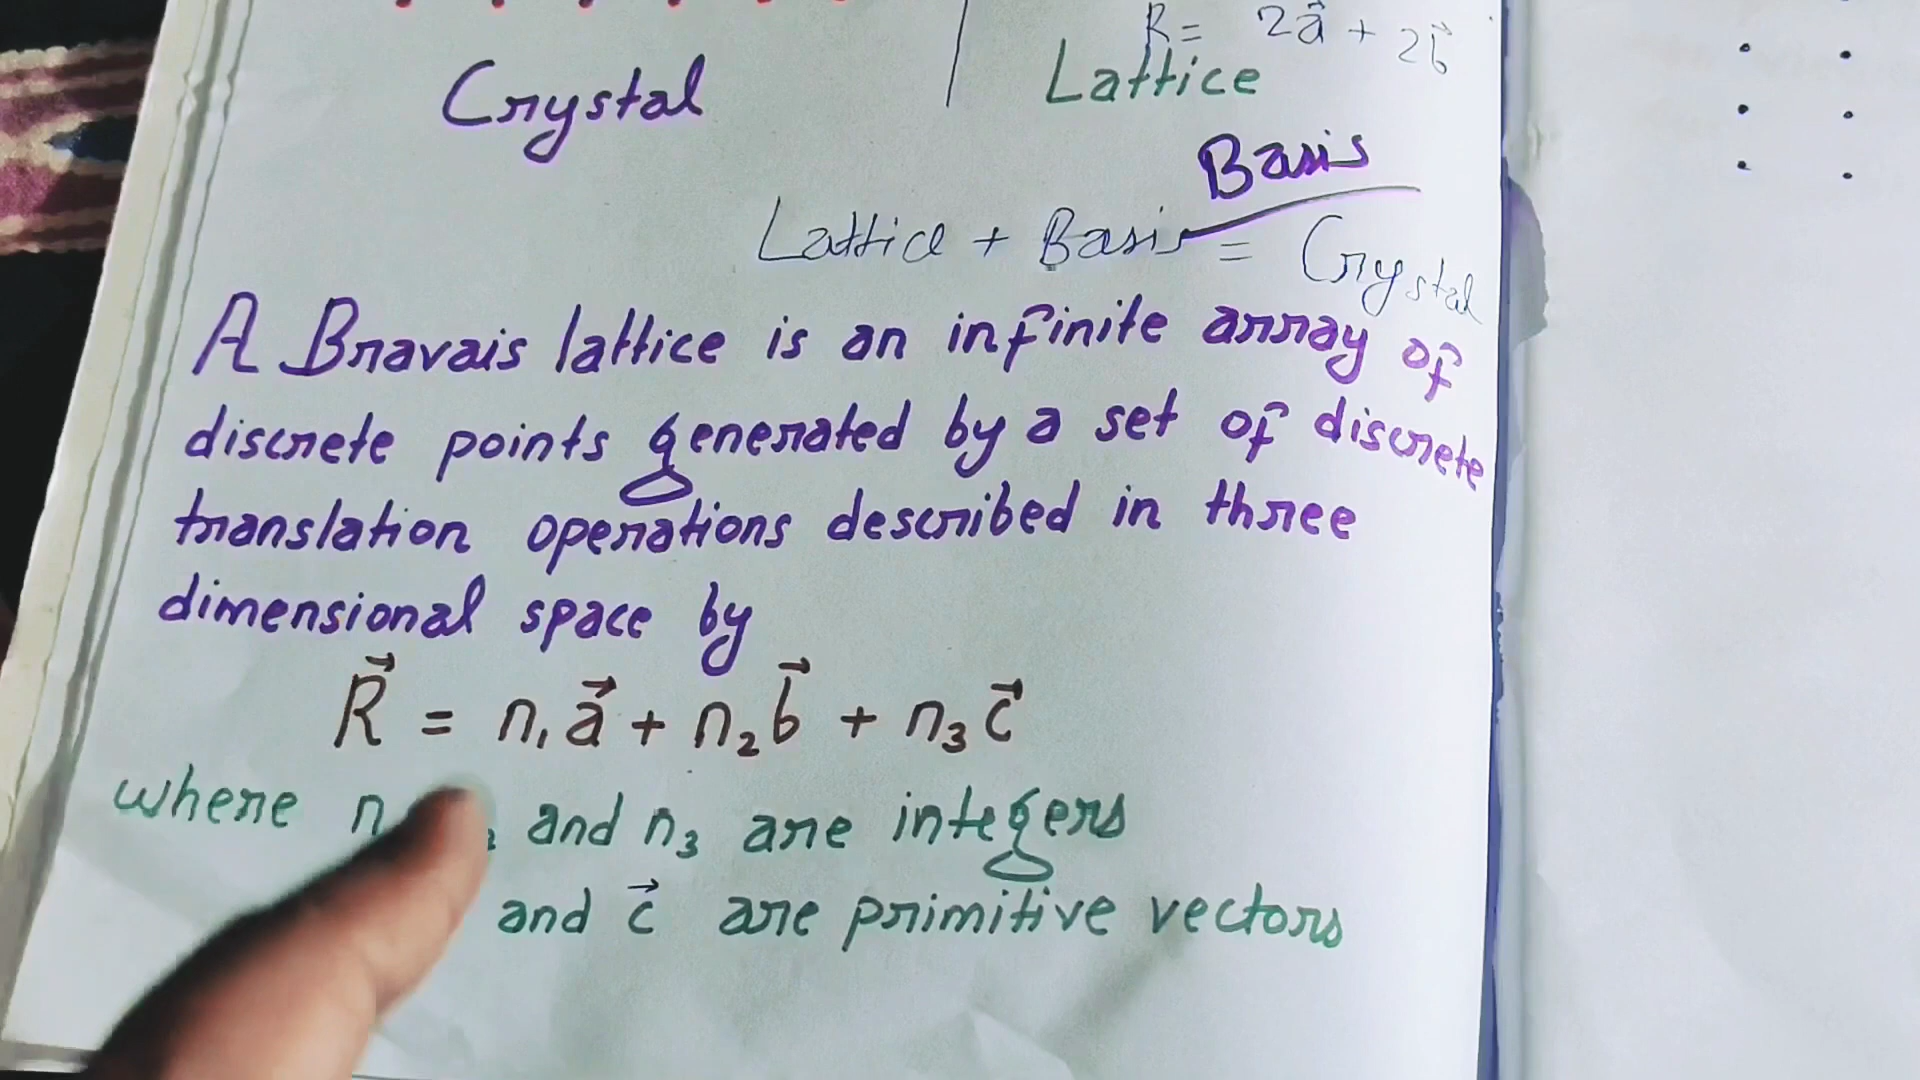 R = 2a⃗ + 2b⃗
Crystal
Lattice
Basis
Lattice + Basis = Crystal
A Bravais lattice is an infinite array of
discrete points generated by a set of discrete
translation operations described in three
dimensional space by
R⃗ = n₁a⃗ + n₂b⃗ + n₃c⃗
where n ₂ and n₃ are integers
and c⃗ are primitive vectors